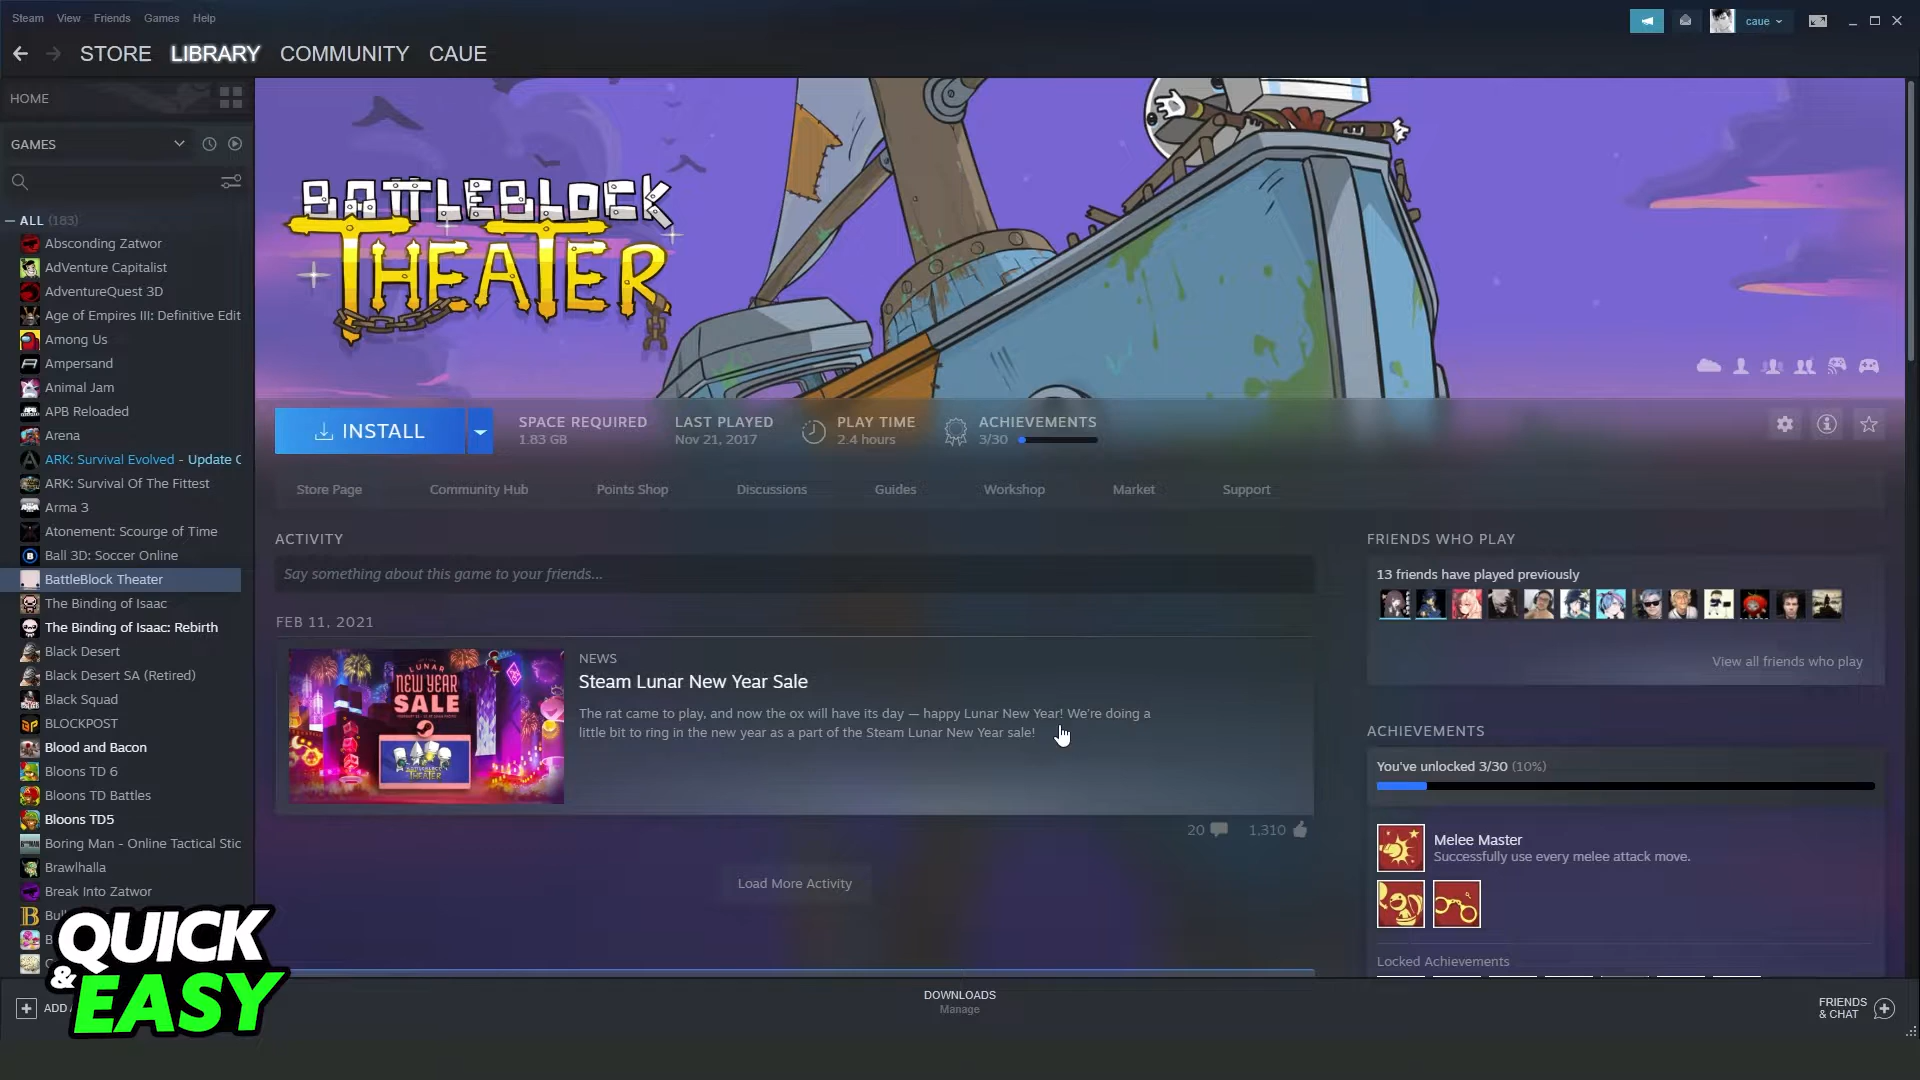 Steam View Friends Games Help
caue
STORE LIBRARY COMMUNITY CAUE
HOME
GAMES
ALL (183)
Absconding Zatwor
AdVenture Capitalist
AdventureQuest 3D
Age of Empires III: Definitive Edit
Among Us
Ampersand
Animal Jam
APB Reloaded
Arena
ARK: Survival Evolved - Update
ARK: Survival Of The Fittest
Arma 3
Atonement: Scourge of Time
Ball 3D: Soccer Online
BattleBlock Theater
The Binding of Isaac
The Binding of Isaac: Rebirth
Black Desert
Black Desert SA (Retired)
Black Squad
BLOCKPOST
Blood and Bacon
Bloons TD 6
Bloons TD Battles
Bloons TD5
Boring Man - Online Tactical Stic
Brawlhalla
Break Into Zatwor
QUICK
& EASY
ADD
BATTLEBLOCK
THEATER
INSTALL
SPACE REQUIRED
1.83 GB
LAST PLAYED
Nov 21, 2017
PLAY TIME
2.4 hours
ACHIEVEMENTS
3/30
Store Page Community Hub Points Shop Discussions Guides Workshop Market Support
ACTIVITY
Say something about this game to your friends...
FEB 11, 2021
LUNAR
NEW YEAR
SALE
BATTLEBLOCK
THEATER
NEWS
Steam Lunar New Year Sale
The rat came to play, and now the ox will have its day — happy Lunar New Year! We're doing a
little bit to ring in the new year as a part of the Steam Lunar New Year sale!
20 1,310
Load More Activity
FRIENDS WHO PLAY
13 friends have played previously
View all friends who play
ACHIEVEMENTS
You've unlocked 3/30 (10%)
Melee Master
Successfully use every melee attack move.
Locked Achievements
DOWNLOADS
Manage
FRIENDS
& CHAT